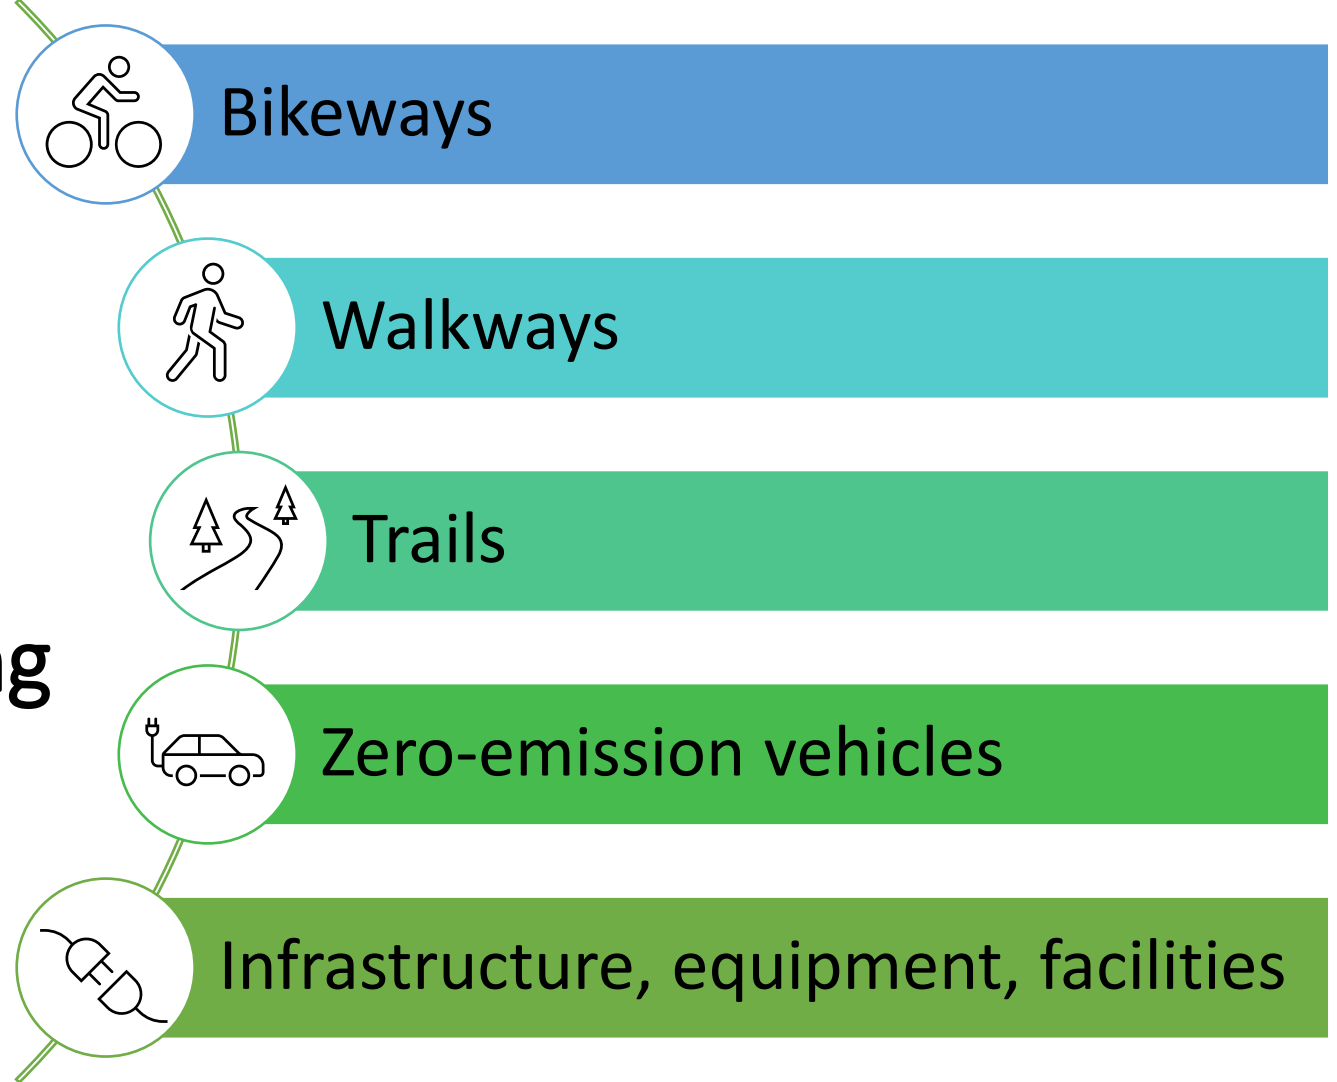 Bikeways
Walkways
Trails
Zero-emission vehicles
Infrastructure, equipment, facilities